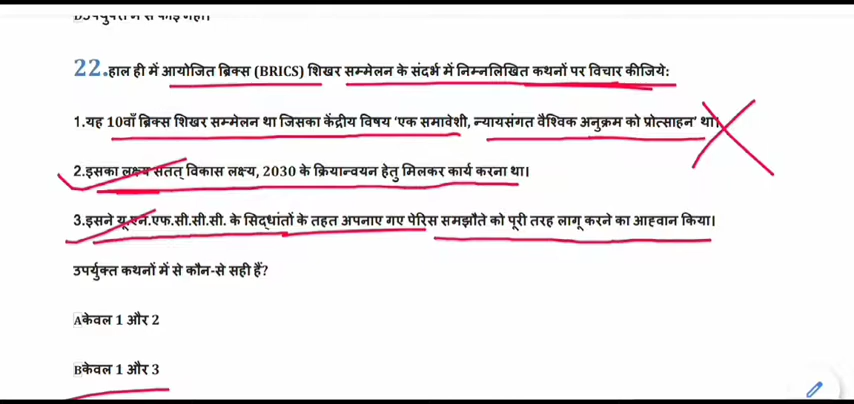 22.हाल ही में आयोजित ब्रिक्स (BRICS) शिखर सम्मेलन के संदर्भ में निम्नलिखित कथनों पर विचार कीजिये:
1.यह 10वाँ ब्रिक्स शिखर सम्मेलन था जिसका केंद्रीय विषय ‘एक समावेशी, न्यायसंगत वैश्विक अनुक्रम को प्रोत्साहन’ था।
2.इसका लक्ष्य सतत् विकास लक्ष्य, 2030 के क्रियान्वयन हेतु मिलकर कार्य करना था।
3.इसने यू.एन.एफ.सी.सी.सी. के सिद्धांतों के तहत अपनाए गए पेरिस समझौते को पूरी तरह लागू करने का आह्वान किया।
उपर्युक्त कथनों में से कौन-से सही हैं?
Aकेवल 1 और 2
Bकेवल 1 और 3